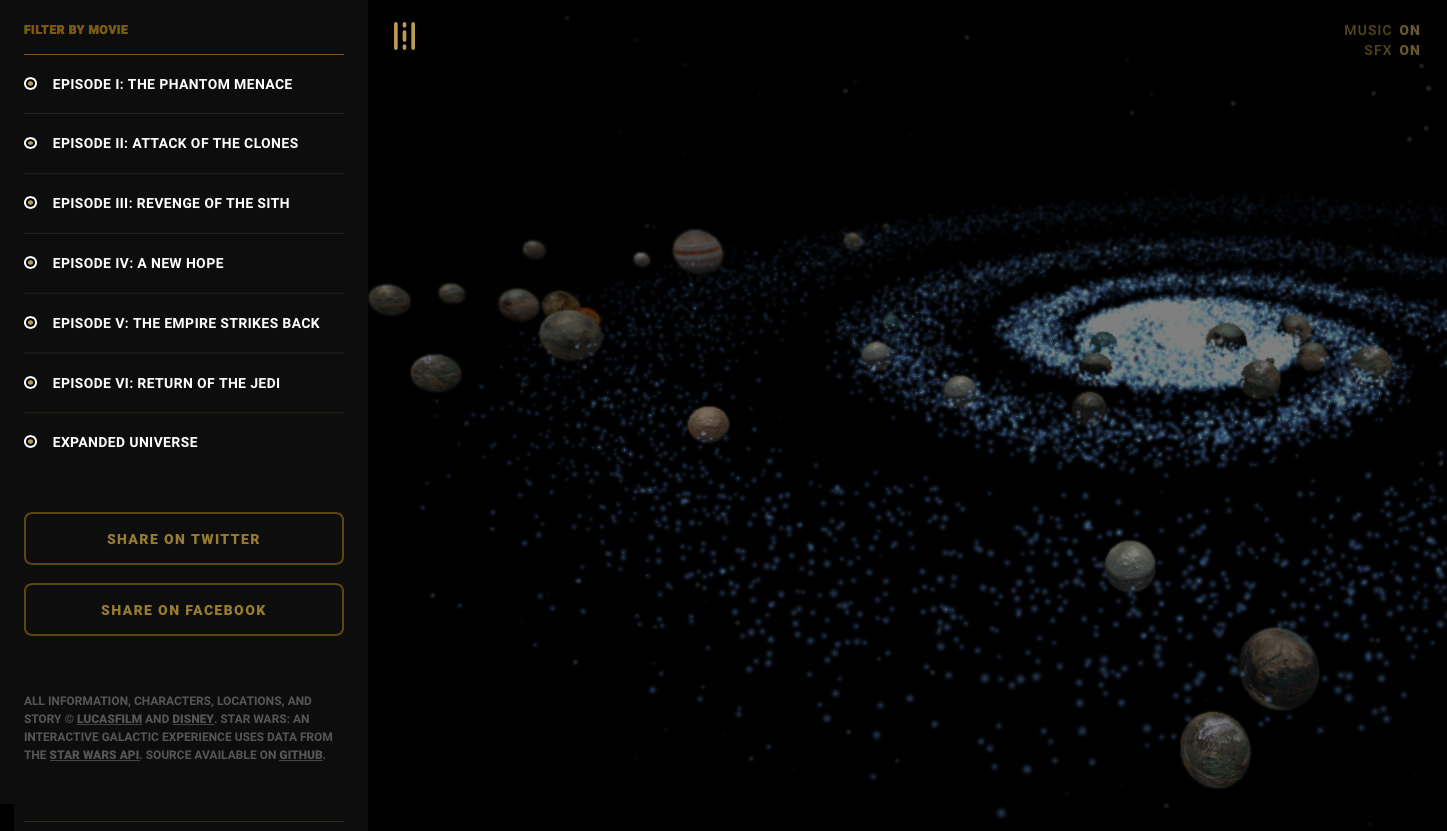 FILTER BY MOVIE
EPISODE I: THE PHANTOM MENACE
EPISODE II: ATTACK OF THE CLONES
EPISODE III: REVENGE OF THE SITH
EPISODE IV: A NEW HOPE
EPISODE V: THE EMPIRE STRIKES BACK
EPISODE VI: RETURN OF THE JEDI
EXPANDED UNIVERSE
SHARE ON TWITTER
SHARE ON FACEBOOK
ALL INFORMATION, CHARACTERS, LOCATIONS, AND
STORY © LUCASFILM AND DISNEY. STAR WARS: AN
INTERACTIVE GALACTIC EXPERIENCE USES DATA FROM
THE STAR WARS API. SOURCE AVAILABLE ON GITHUB.
MUSIC ON
SFX ON